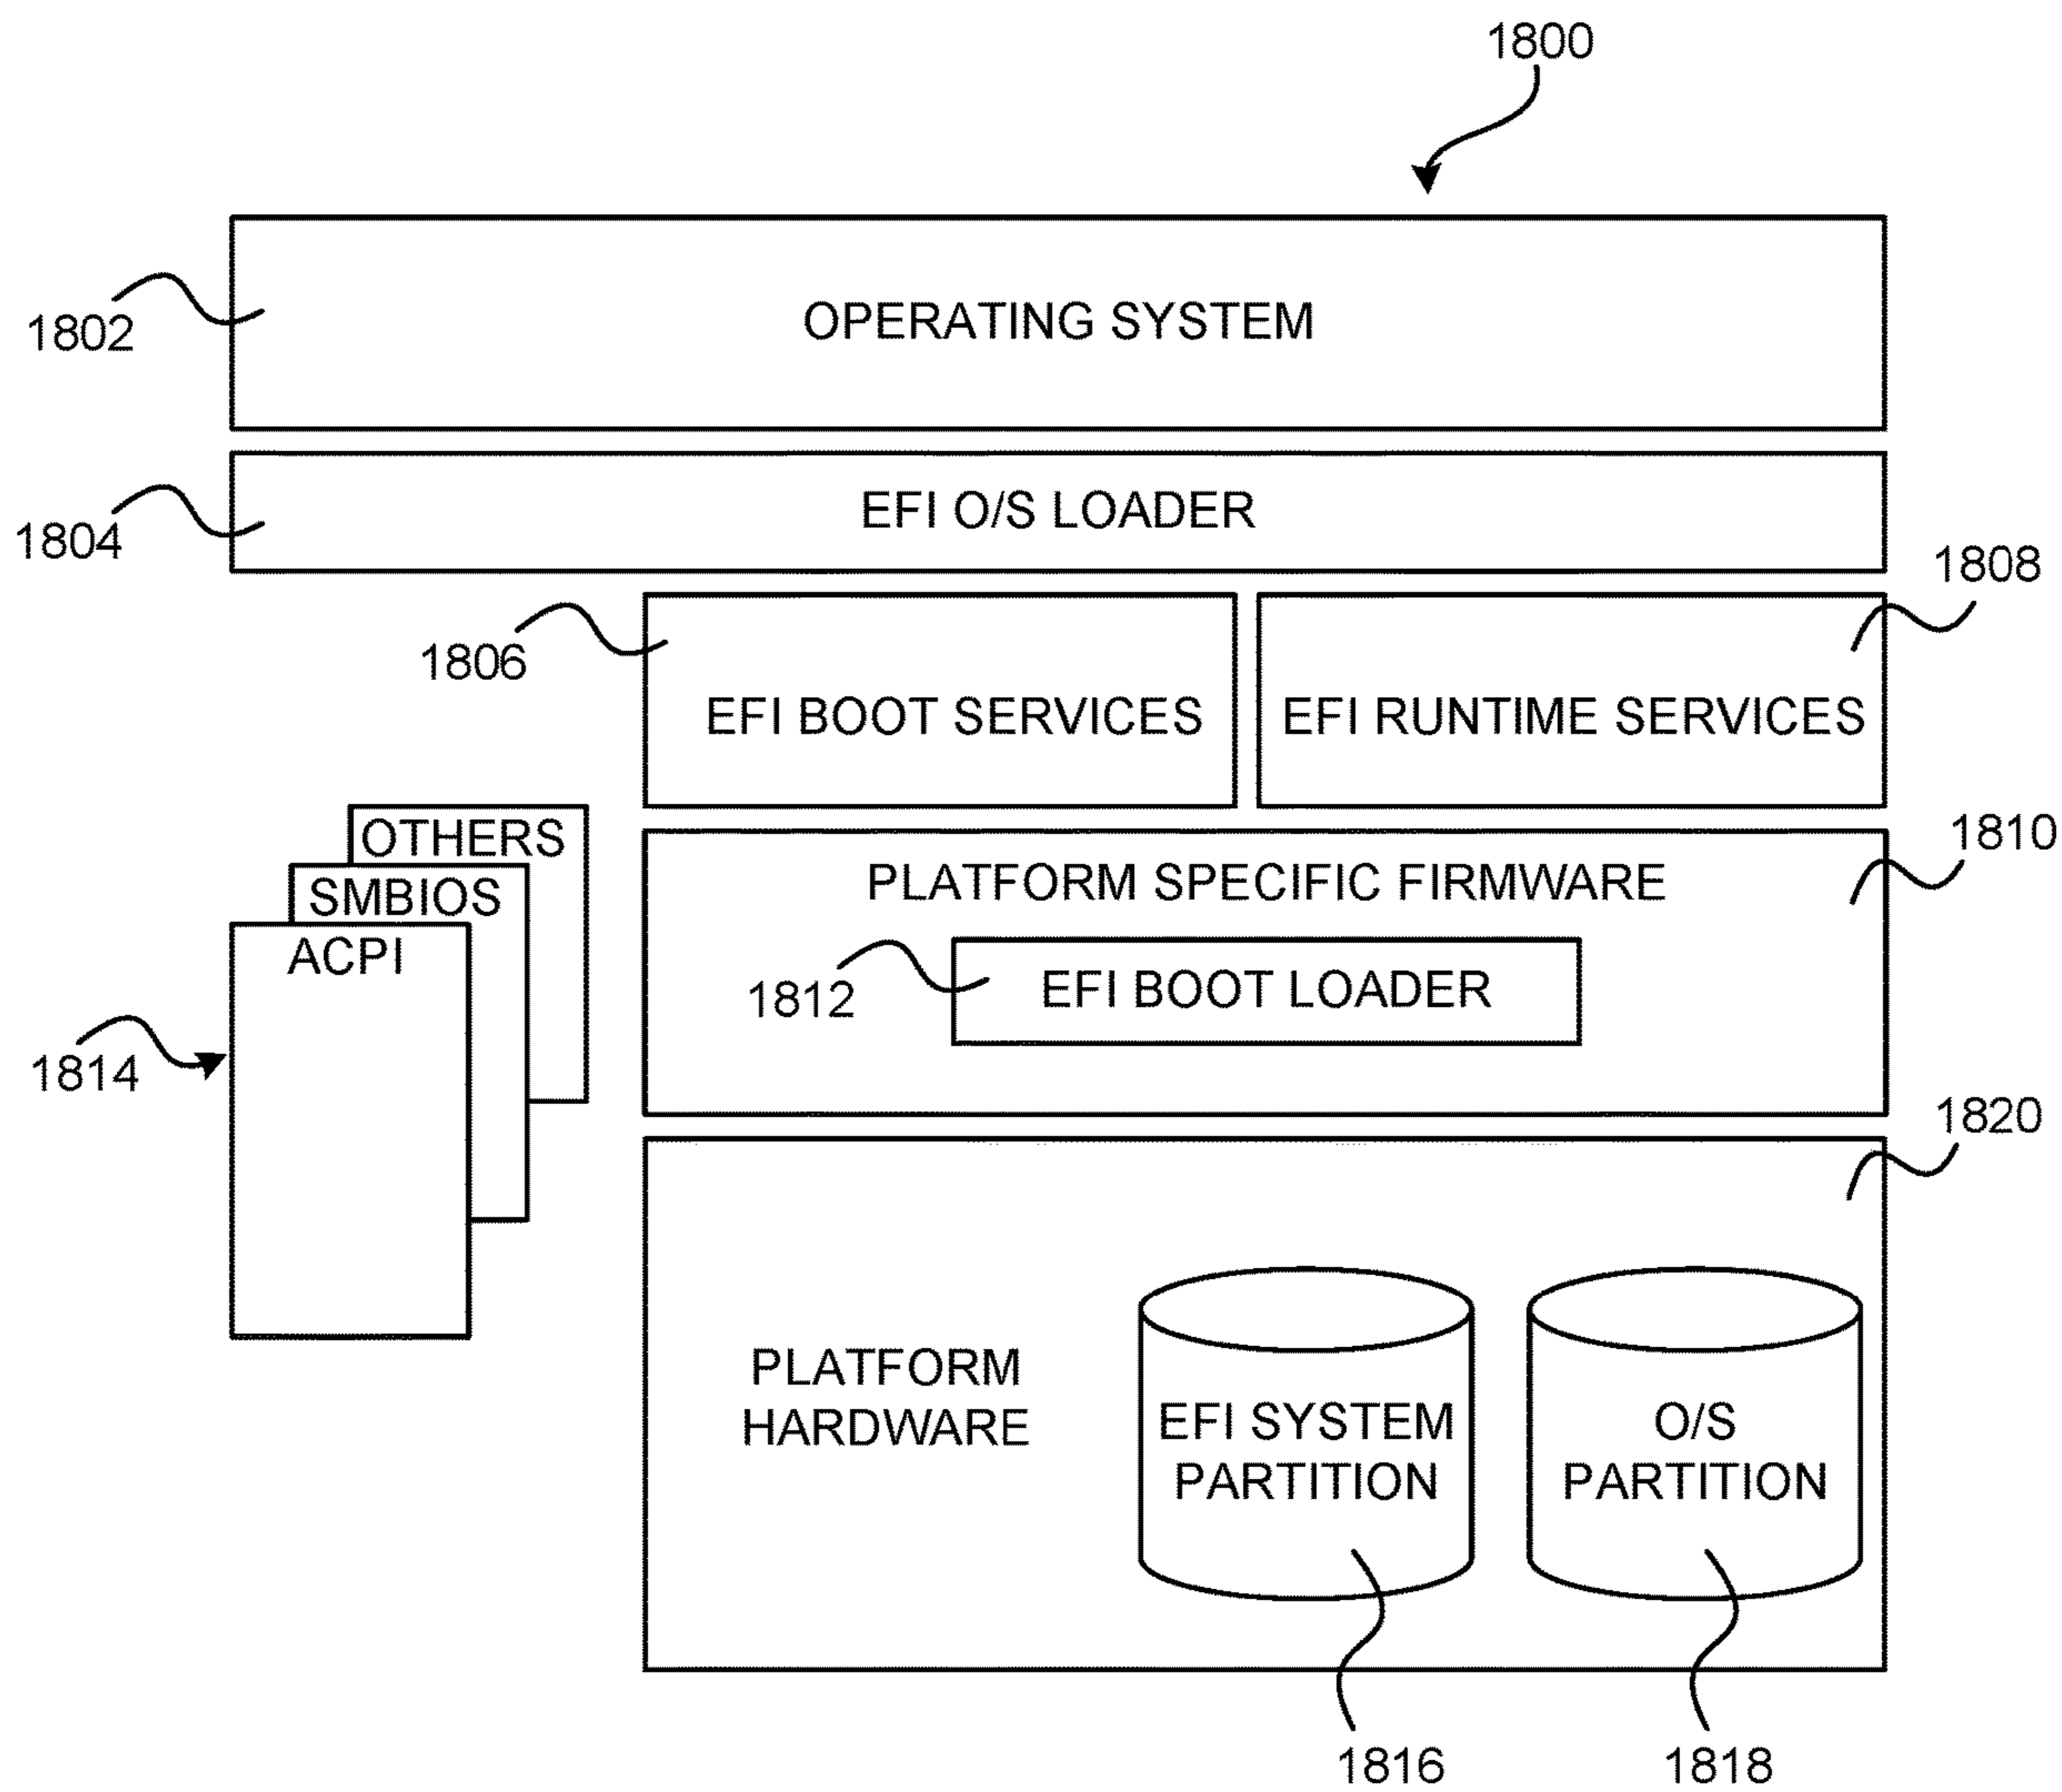 1800
OPERATING SYSTEM
1802
EFI O/S LOADER
1804
1808
1806
EFI BOOT SERVICES
EFI RUNTIME SERVICES
OTHERS
SMBIOS
ACPI
1814
1810
PLATFORM SPECIFIC FIRMWARE
1812
EFI BOOT LOADER
1820
PLATFORM
HARDWARE
EFI SYSTEM
PARTITION
O/S
PARTITION
1816
1818